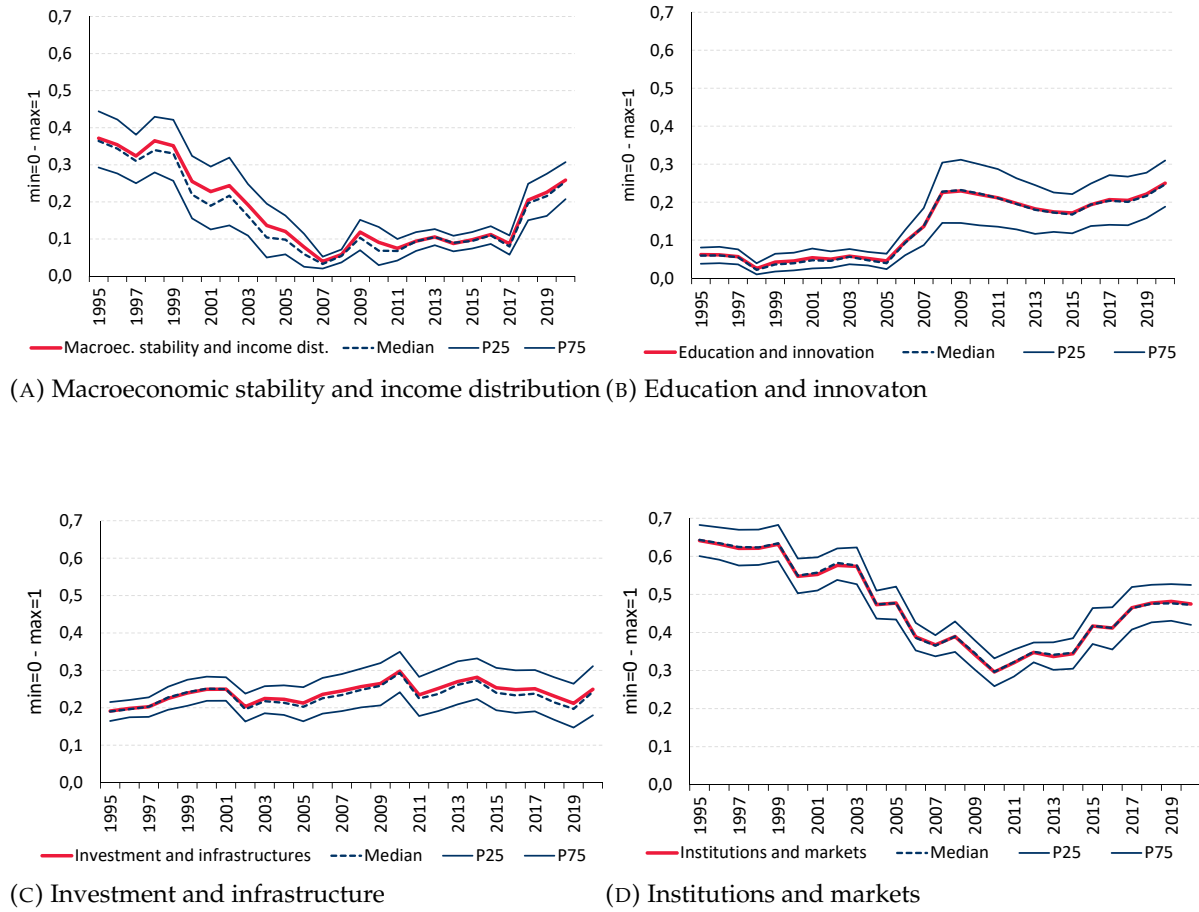 min=0 - max=1
0,7
0,6
0,5
0,4
0,3
0,2
0,1
0,0
1995 1997 1999 2001 2003 2005 2007 2009 2011 2013 2015 2017 2019
Macroec. stability and income dist. Median P25 P75
(A) Macroeconomic stability and income distribution
min=0 - max=1
0,7
0,6
0,5
0,4
0,3
0,2
0,1
0,0
1995 1997 1999 2001 2003 2005 2007 2009 2011 2013 2015 2017 2019
Education and innovation Median P25 P75
(B) Education and innovaton
min=0 - max=1
0,7
0,6
0,5
0,4
0,3
0,2
0,1
0,0
1995 1997 1999 2001 2003 2005 2007 2009 2011 2013 2015 2017 2019
Investment and infrastructures Median P25 P75
(C) Investment and infrastructure
min=0 - max=1
0,7
0,6
0,5
0,4
0,3
0,2
0,1
0,0
1995 1997 1999 2001 2003 2005 2007 2009 2011 2013 2015 2017 2019
Institutions and markets Median P25 P75
(D) Institutions and markets